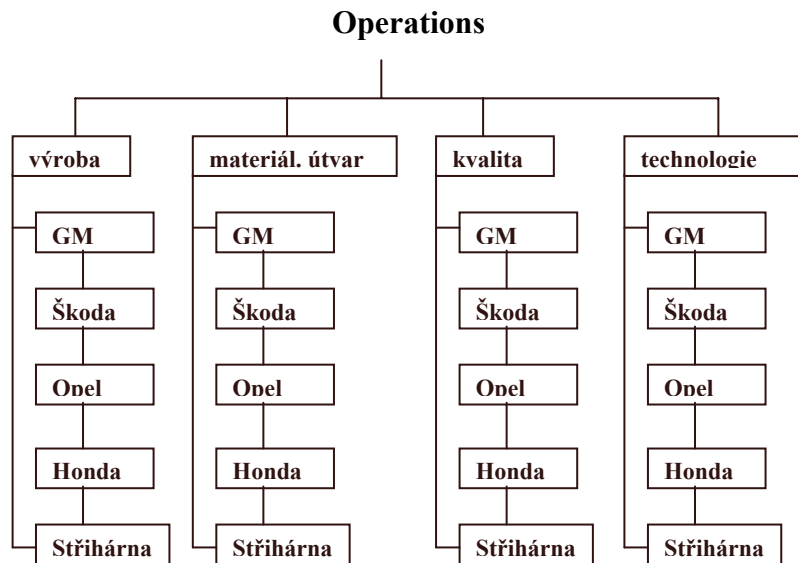 Operations
výroba
materiál. útvar
kvalita
technologie
GM
GM
GM
GM
Škoda
Škoda
Škoda
Škoda
Opel
Opel
Opel
Opel
Honda
Honda
Honda
Honda
Střihárna
Střihárna
Střihárna
Střihárna